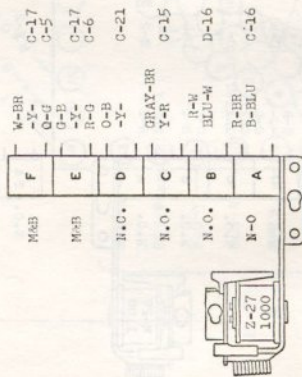 W-BR C-17
-Y- C-5
O-G
M&B F
G-B C-17
-Y- C-6
R-G
M&B E
O-B C-21
-Y-
N.C. D
GRAY-BR C-15
Y-R
N.O. C
R-W D-16
BLU-W
N.O. B
R-BR C-16
B-BLU
N-O A
Z-27
1000